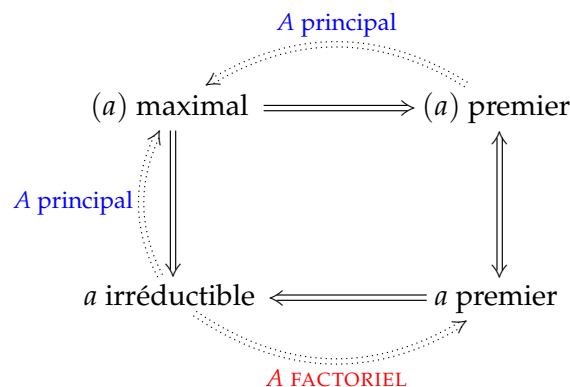 A principal
(a) maximal (a) premier
A principal
a irréductible a premier
A FACTORIEL